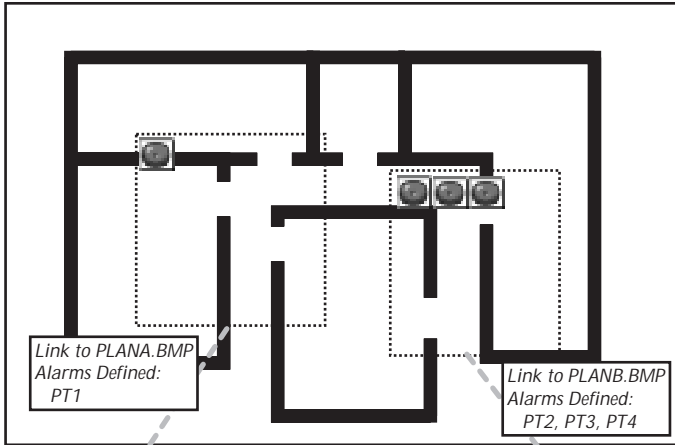 Link to PLANA.BMP
Alarms Defined:
PT1
Link to PLANB.BMP
Alarms Defined:
PT2, PT3, PT4